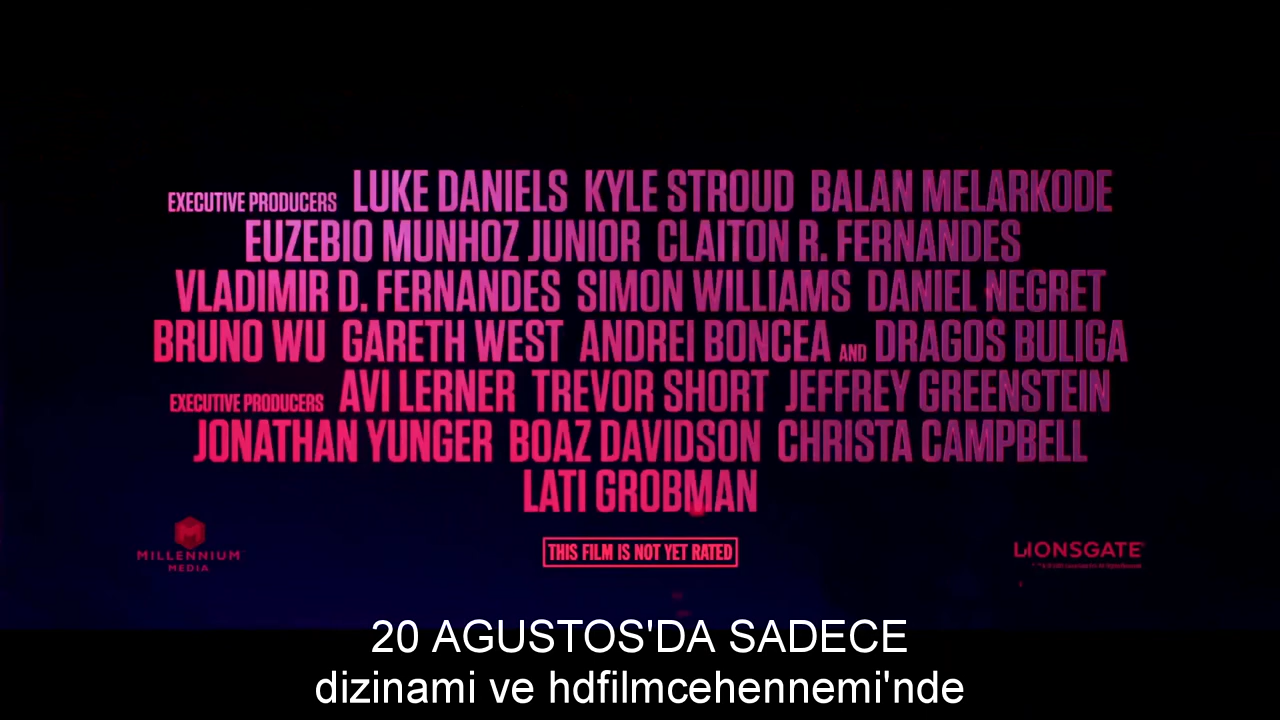 EXECUTIVE PRODUCERS LUKE DANIELS KYLE STROUD BALAN MELARKODE
EUZEBIO MUNHOZ JUNIOR CLAITON R. FERNANDES
VLADIMIR D. FERNANDES SIMON WILLIAMS DANIEL NEGRET
BRUNO WU GARETH WEST ANDREI BONCEA AND DRAGOS BULIGA
EXECUTIVE PRODUCERS AVI LERNER TREVOR SHORT JEFFREY GREENSTEIN
JONATHAN YUNGER BOAZ DAVIDSON CHRISTA CAMPBELL
LATI GROBMAN
MILLENNIUM
MEDIA
THIS FILM IS NOT YET RATED
LIONSGATE
20 AGUSTOS'DA SADECE
dizinami ve hdfilmcehennemi'nde